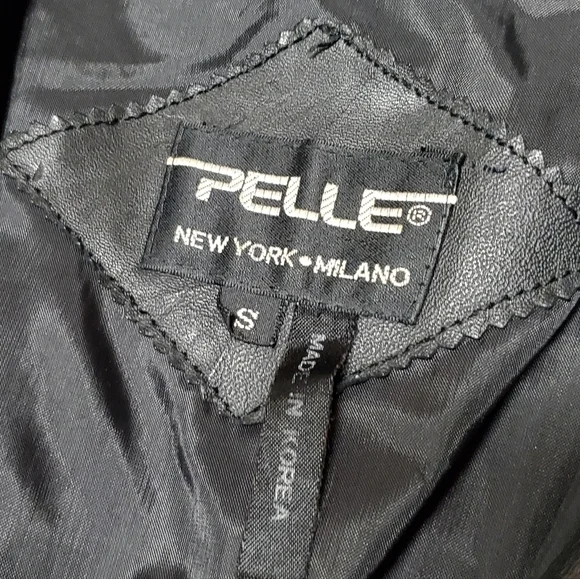 PELLE®
NEW YORK • MILANO
S
MADE IN KOREA